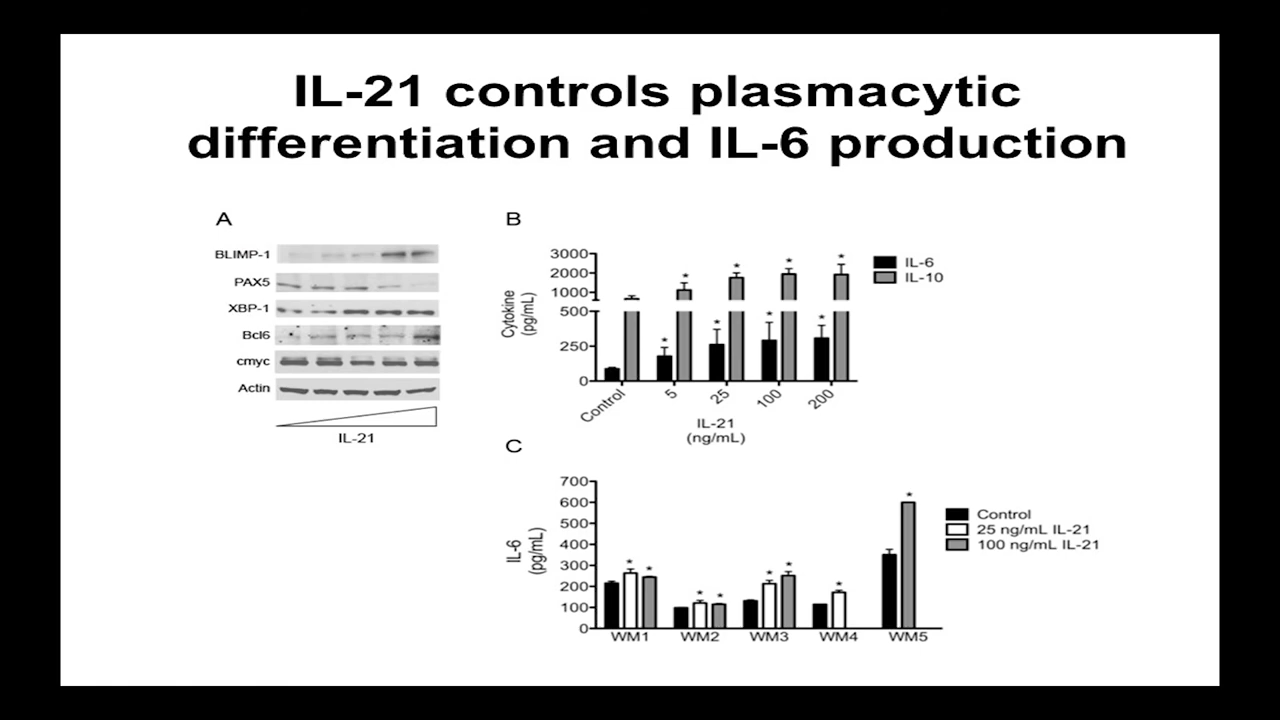 IL-21 controls plasmacytic
differentiation and IL-6 production
A
BLIMP-1
PAX5
XBP-1
Bcl6
cmyc
Actin
IL-21
B
Cytokine
(pg/mL)
3000
2000
1000
500
250
0
* * * *
* * * *
IL-6
IL-10
Control 5 25 100 200
IL-21
(ng/mL)
C
IL-6
(pg/mL)
700
600
500
400
300
200
100
0
* * * * * * * *
WM1 WM2 WM3 WM4 WM5
Control
25 ng/mL IL-21
100 ng/mL IL-21